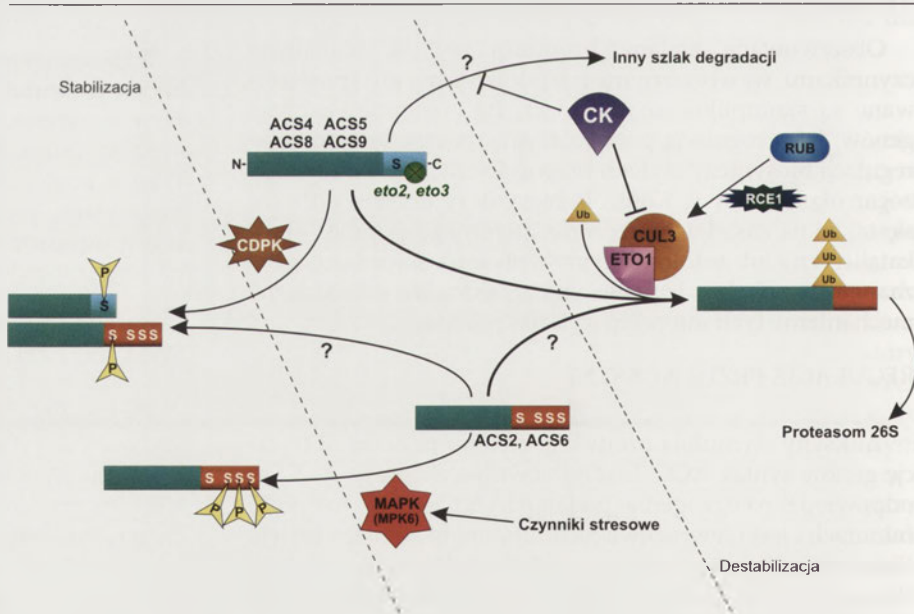 Stabilizacja
?
Inny szlak degradacji
ACS4 ACS5
ACS8 ACS9
N-
S
-C
eto2, eto3
CK
RUB
RCE1
Ub
CUL3
ETO1
Ub
Ub
Ub
CDPK
P
S
S SSS
P
?
?
S SSS
ACS2, ACS6
Proteasom 26S
S SSS
P P P
MAPK
(MPK6)
Czynniki stresowe
Destabilizacja